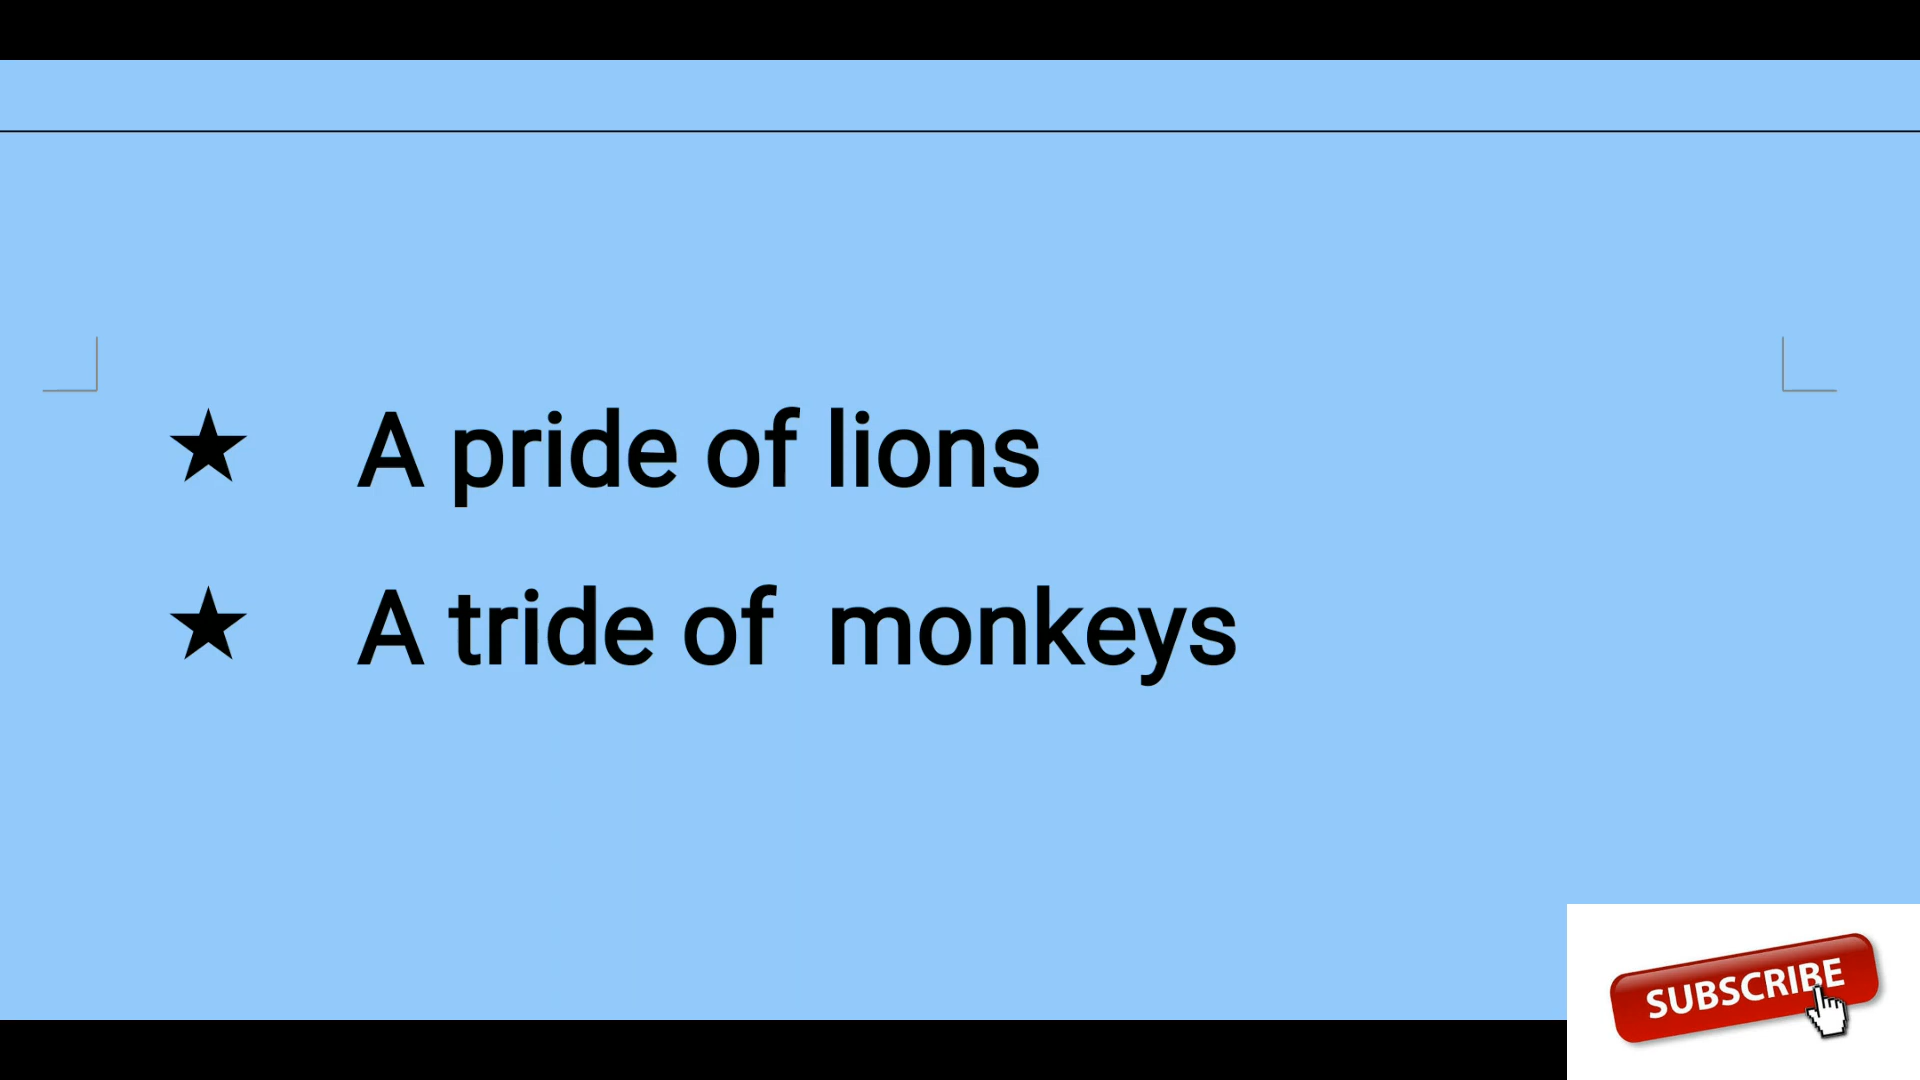 ★ A pride of lions
★ A tride of  monkeys
SUBSCRIBE